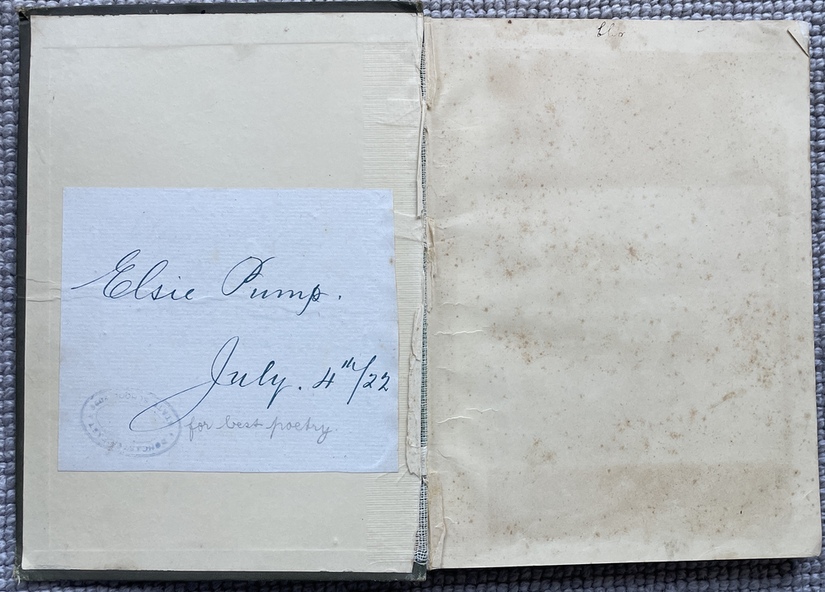 Elsie Pump.
July. 4th/22
for best poetry.